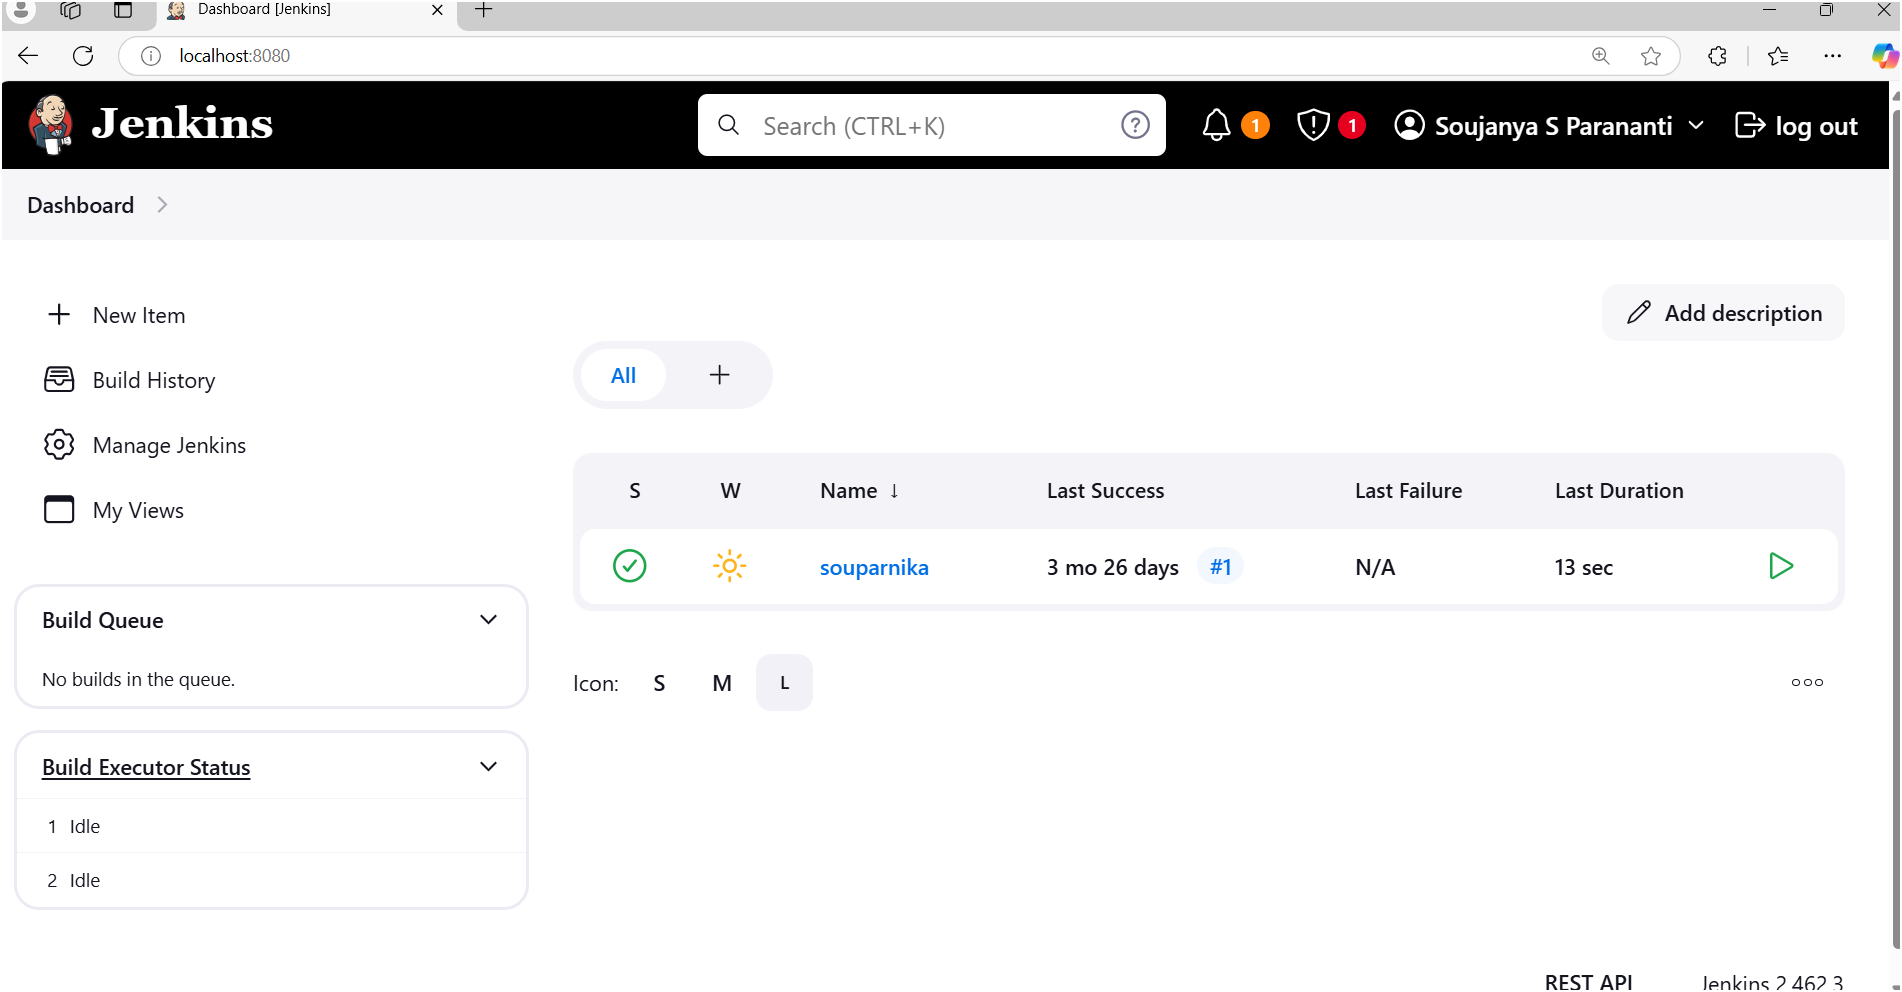 Dashboard [Jenkins]
localhost:8080
Jenkins
Search (CTRL+K)
1
1
Soujanya S Parananti
log out
Dashboard
New Item
Build History
Manage Jenkins
My Views
Add description
All
S W Name ↓ Last Success Last Failure Last Duration
souparnika 3 mo 26 days #1 N/A 13 sec
Build Queue
No builds in the queue.
Icon: S M L
Build Executor Status
1 Idle
2 Idle
REST API Jenkins 2.462.3